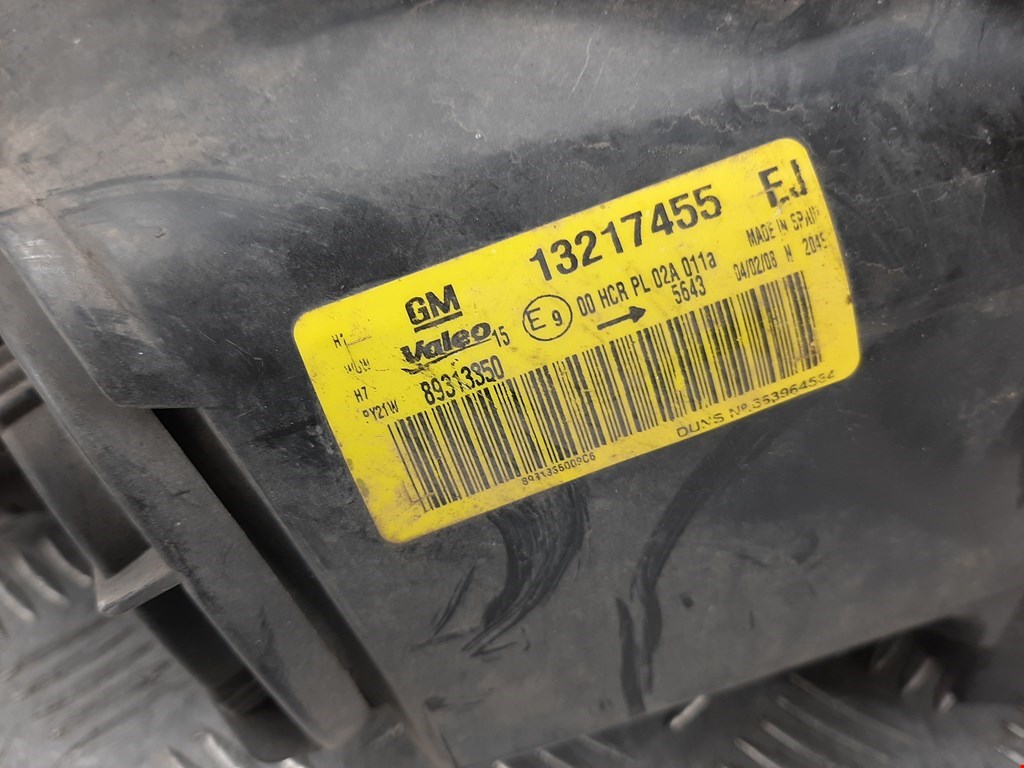 13217455 EJ
GM
Valeo 15
E9 00 HCR PL 02A 011a
5643
MADE IN SPAIN
04/02/08 N
H7
PY21W
89313350
DUNS Nº.353964584